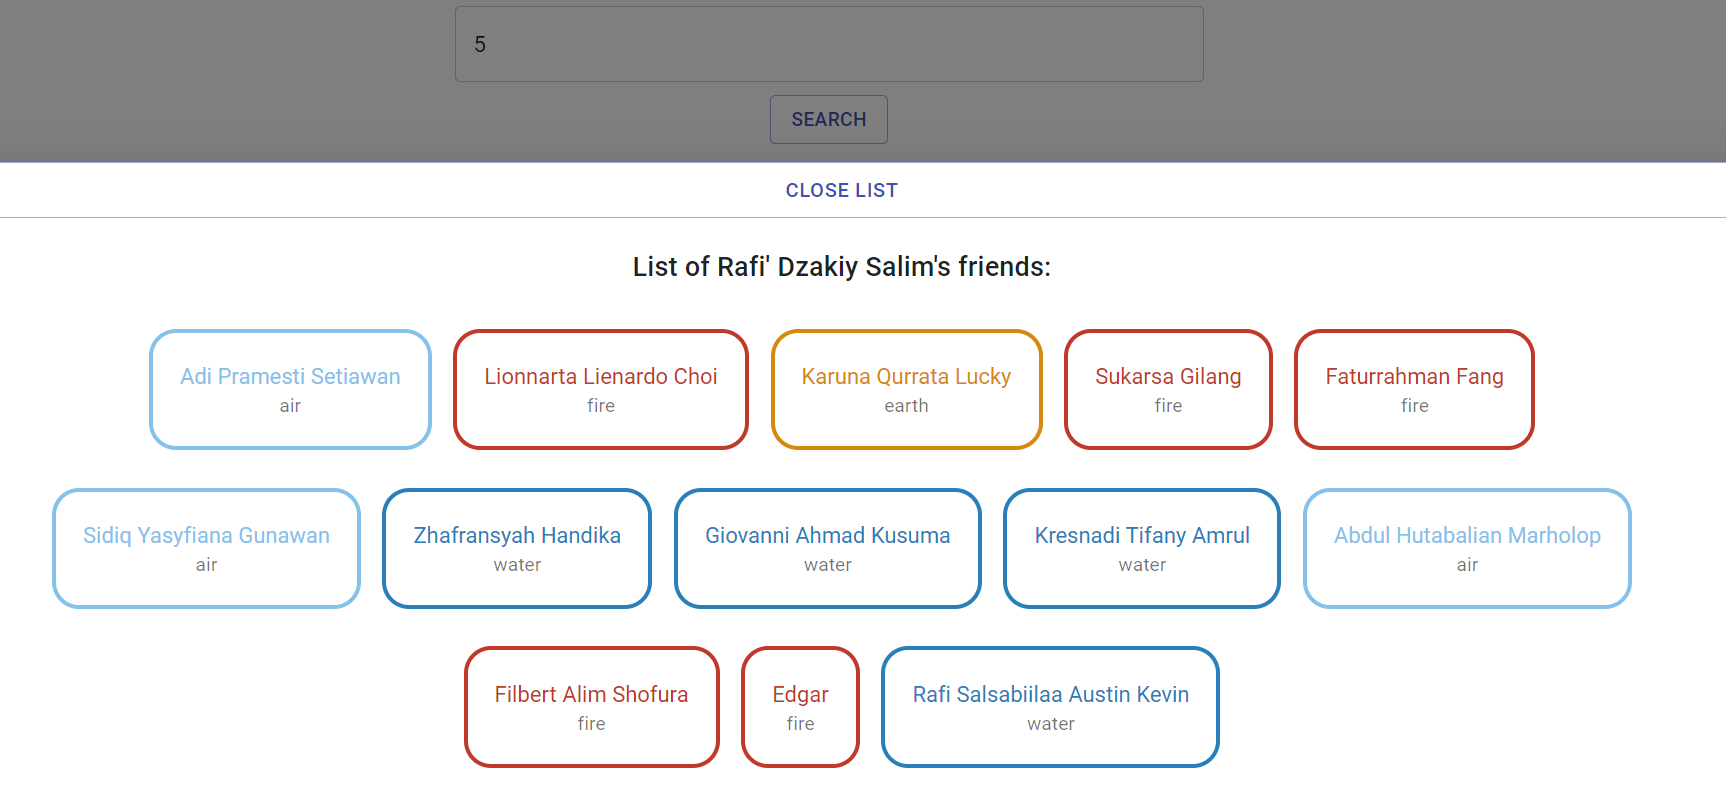 5
SEARCH
CLOSE LIST
List of Rafi' Dzakiy Salim's friends:
Adi Pramesti Setiawan
air
Lionnarta Lienardo Choi
fire
Karuna Qurrata Lucky
earth
Sukarsa Gilang
fire
Faturrahman Fang
fire
Sidiq Yasyfiana Gunawan
air
Zhafransyah Handika
water
Giovanni Ahmad Kusuma
water
Kresnadi Tifany Amrul
water
Abdul Hutabalian Marholop
air
Filbert Alim Shofura
fire
Edgar
fire
Rafi Salsabiilaa Austin Kevin
water